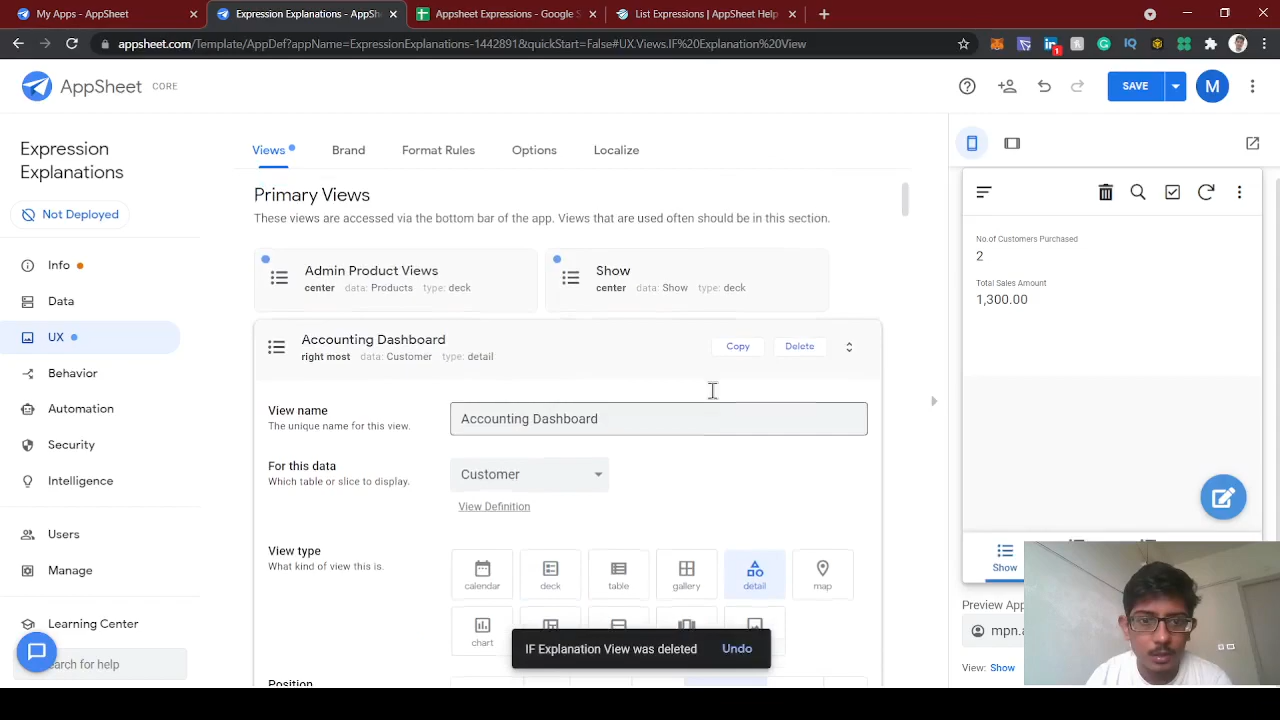 My Apps - AppSheet
Expression Explanations - AppSh
Appsheet Expressions - Google S
List Expressions | AppSheet Help
appsheet.com/Template/AppDef?appName=ExpressionExplanations-1442891&quickStart=False#UX.Views.IF%20Explanation%20View
1
AppSheet CORE
SAVE
M
Expression
Explanations
Not Deployed
Info
Data
UX
Behavior
Automation
Security
Intelligence
Users
Manage
Learning Center
earch for help
Views
Brand
Format Rules
Options
Localize
Primary Views
These views are accessed via the bottom bar of the app. Views that are used often should be in this section.
Admin Product Views
center data: Products type: deck
Show
center data: Show type: deck
Accounting Dashboard
right most data: Customer type: detail
Copy
Delete
View name
The unique name for this view.
Accounting Dashboard
For this data
Which table or slice to display.
Customer
View Definition
View type
What kind of view this is.
calendar
deck
table
gallery
detail
map
chart
Position
IF Explanation View was deleted
Undo
No.of Customers Purchased
2
Total Sales Amount
1,300.00
Show
Preview App
mpn.a
View: Show